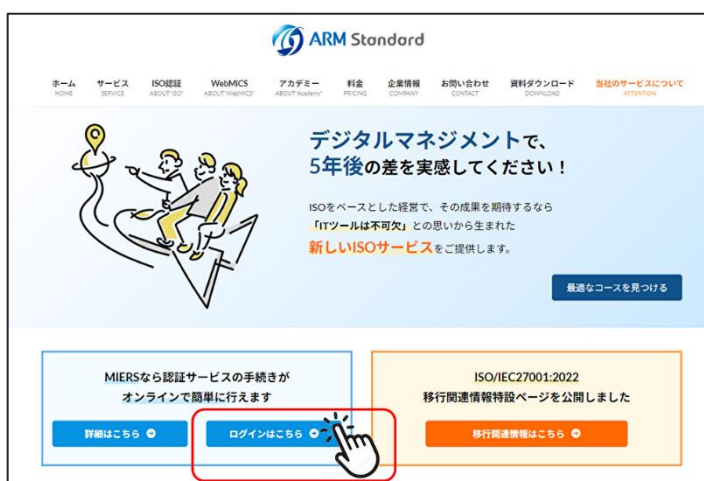 ARM Standard
ホーム サービス ISO認証 WebMICS アカデミー 料金 企業情報 お問い合わせ 資料ダウンロード 当社のサービスについて
HOME SERVICE ABOUT"ISO" ABOUT"WebMICS" ABOUT"Academy" PRICING COMPANY CONTACT DOWNLOAD ATTENTION
デジタルマネジメントで、
5年後の差を実感してください！
ISOをベースとした経営で、その成果を期待するなら
「ITツールは不可欠」との思いから生まれた
新しいISOサービスをご提供します。
最適なコースを見つける
MIERSなら認証サービスの手続きが
オンラインで簡単に行えます
詳細はこちら
ログインはこちら
ISO/IEC27001:2022
移行関連情報特設ページを公開しました
移行関連情報はこちら